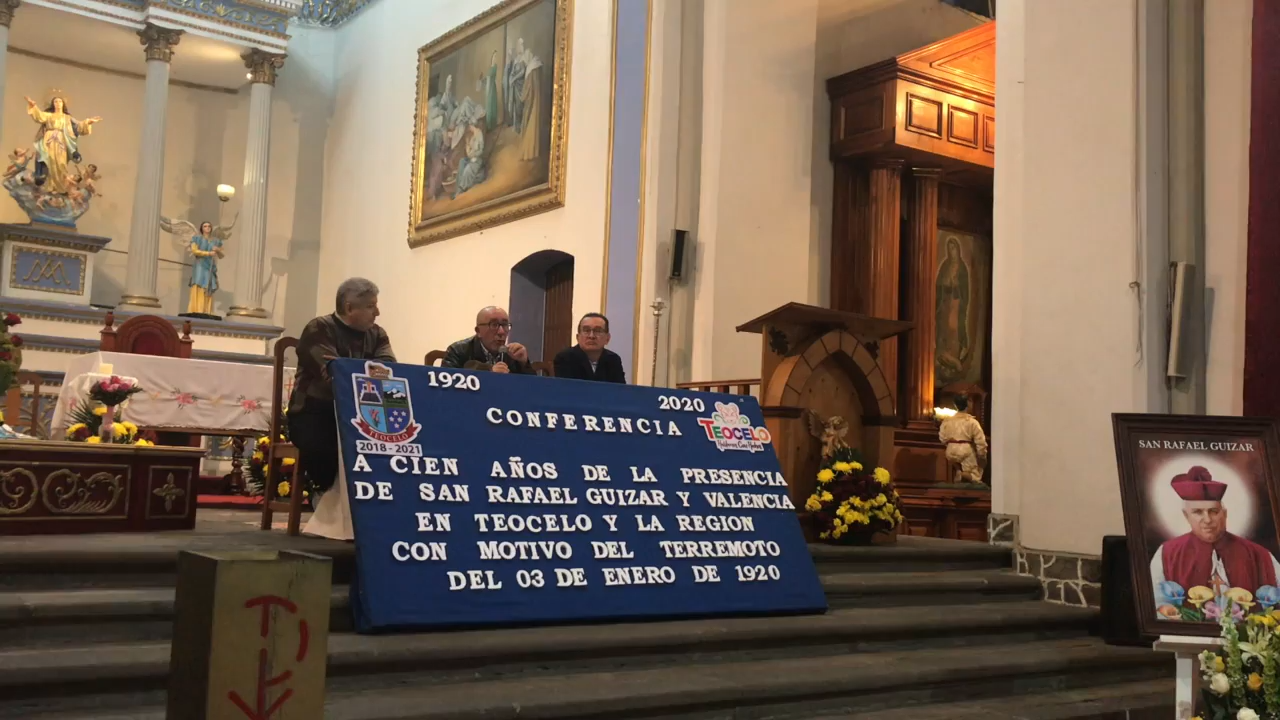 1920
2020
CONFERENCIA
TEOCELO
2018 - 2021
TEOCELO
A CIEN AÑOS DE LA PRESENCIA
DE SAN RAFAEL GUIZAR Y VALENCIA
EN TEOCELO Y LA REGION
CON MOTIVO DEL TERREMOTO
DEL 03 DE ENERO DE 1920
SAN RAFAEL GUIZAR